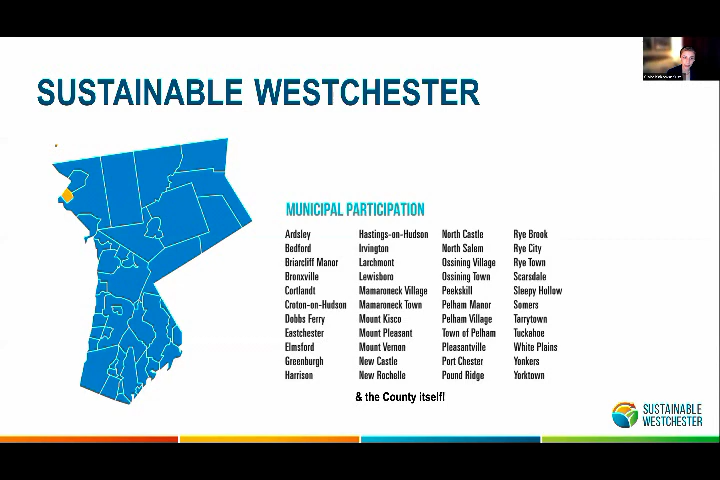 SUSTAINABLE WESTCHESTER
MUNICIPAL PARTICIPATION
Ardsley
Bedford
Briarcliff Manor
Bronxville
Cortlandt
Croton-on-Hudson
Dobbs Ferry
Eastchester
Elmsford
Greenburgh
Harrison
Hastings-on-Hudson
Irvington
Larchmont
Lewisboro
Mamaroneck Village
Mamaroneck Town
Mount Kisco
Mount Pleasant
Mount Vernon
New Castle
New Rochelle
North Castle
North Salem
Ossining Village
Ossining Town
Peekskill
Pelham Manor
Pelham Village
Town of Pelham
Pleasantville
Port Chester
Pound Ridge
Rye Brook
Rye City
Rye Town
Scarsdale
Sleepy Hollow
Somers
Tarrytown
Tuckahoe
White Plains
Yonkers
Yorktown
& the County itself!
SUSTAINABLE
WESTCHESTER